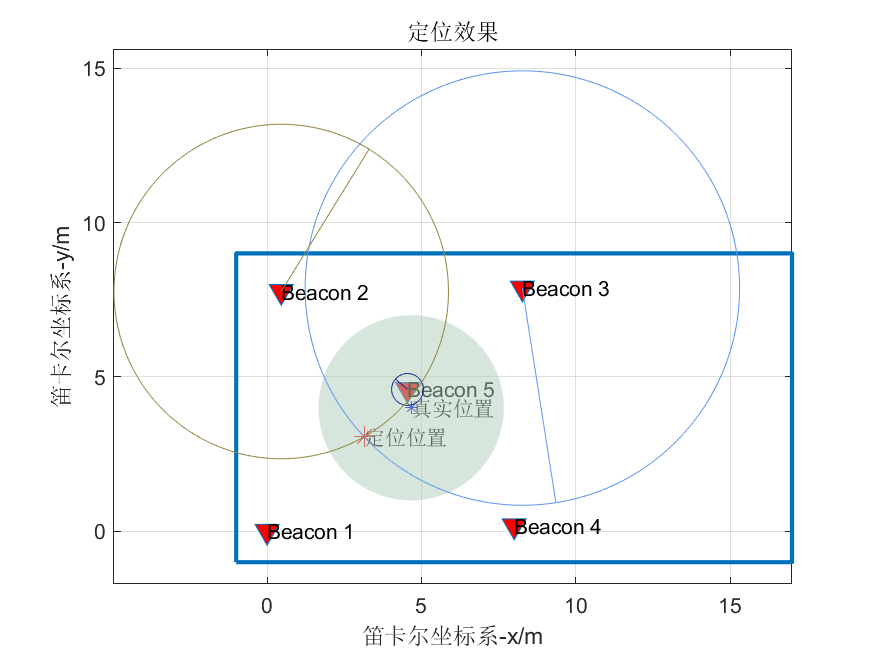 定位效果
15
10
5
0
笛卡尔坐标系-y/m
Beacon 2
Beacon 3
Beacon 5
真实位置
定位位置
Beacon 1
Beacon 4
0
5
10
15
笛卡尔坐标系-x/m